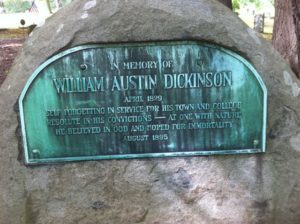 IN MEMORY OF
WILLIAM AUSTIN DICKINSON
APRIL 1829
SELF FORGETTING IN SERVICE FOR HIS TOWN AND COLLEGE
RESOLUTE IN HIS CONVICTIONS — AT ONE WITH NATURE
HE BELIEVED IN GOD AND HOPED FOR IMMORTALITY
AUGUST 1895